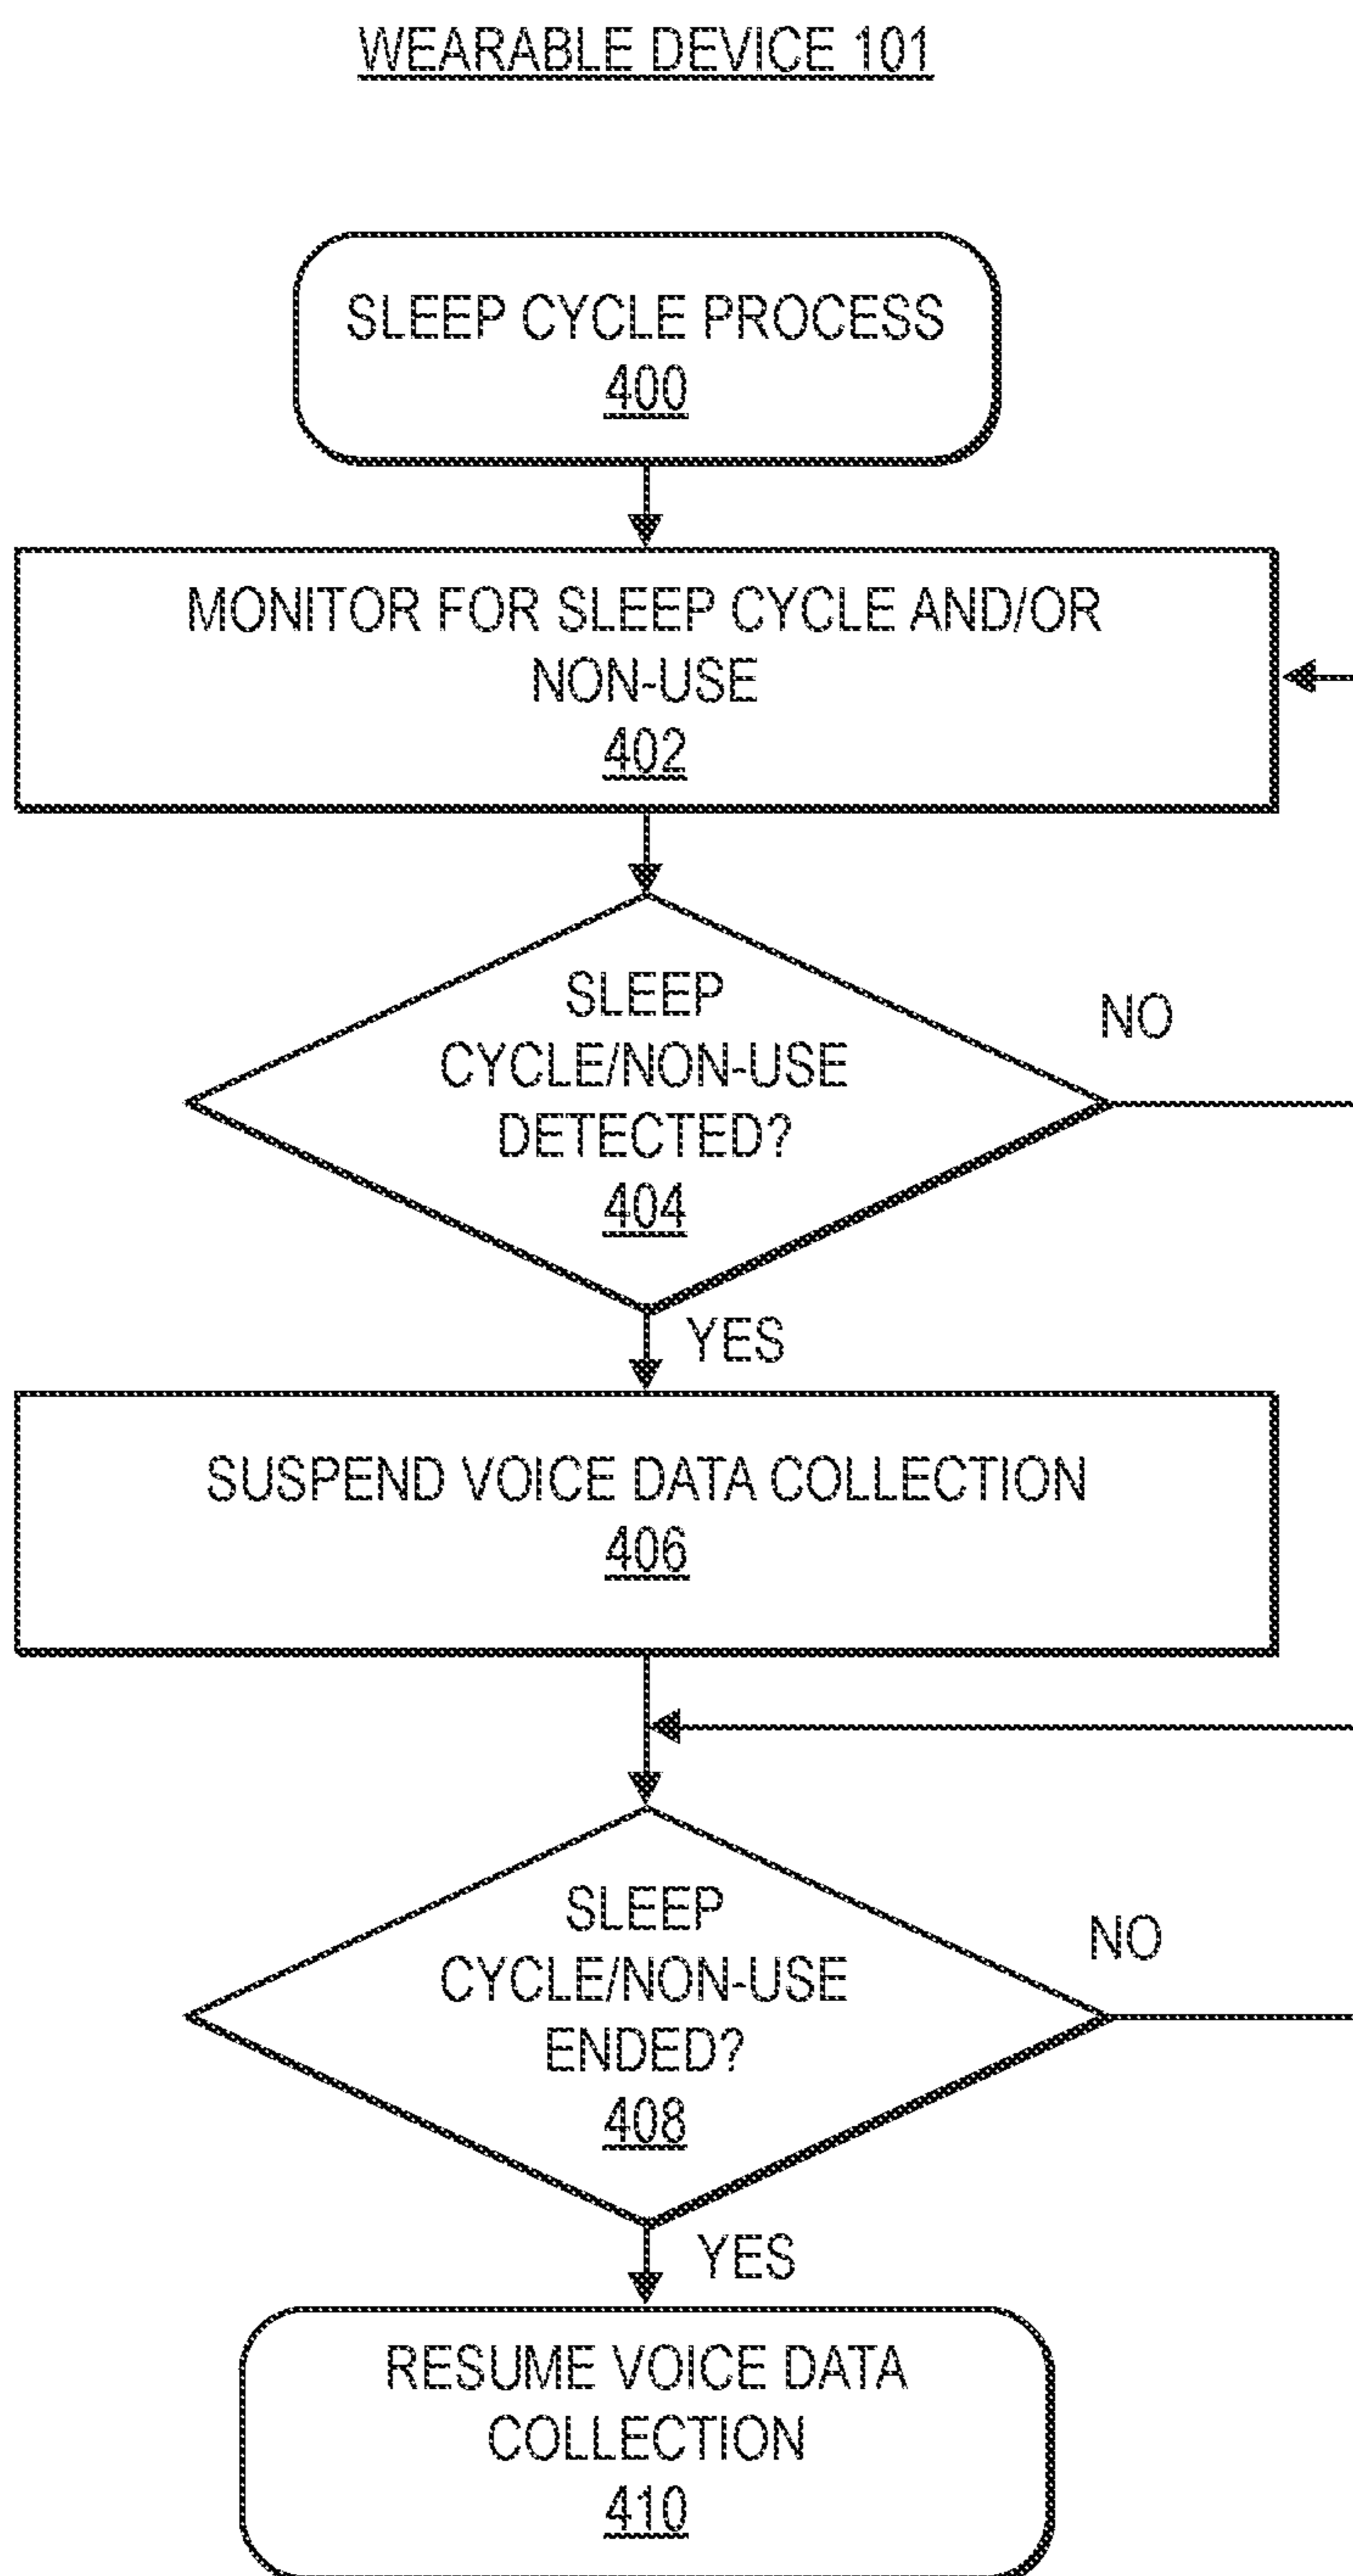 WEARABLE DEVICE 101
SLEEP CYCLE PROCESS
400
MONITOR FOR SLEEP CYCLE AND/OR
NON-USE
402
SLEEP
CYCLE/NON-USE
DETECTED?
404
NO
YES
SUSPEND VOICE DATA COLLECTION
406
SLEEP
CYCLE/NON-USE
ENDED?
408
NO
YES
RESUME VOICE DATA
COLLECTION
410